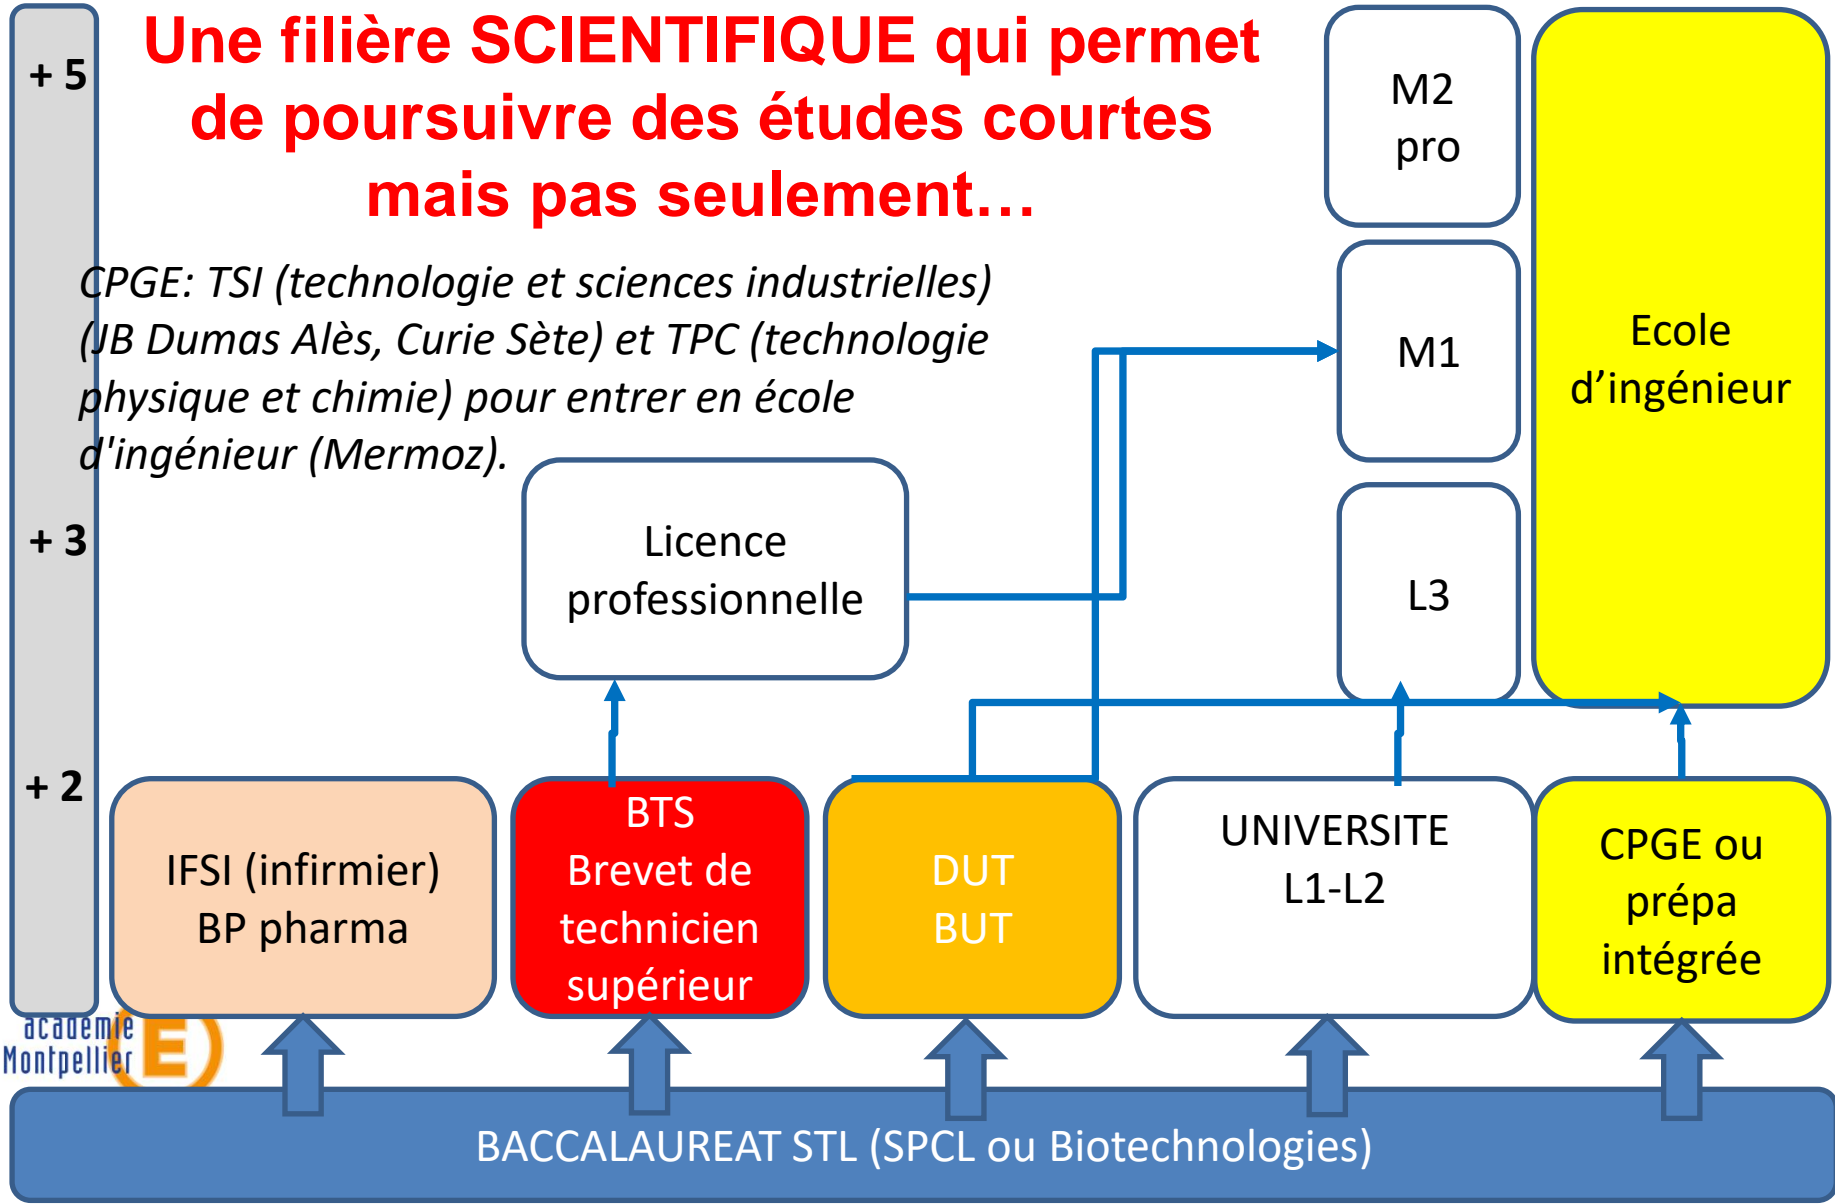 Une filière SCIENTIFIQUE qui permet
de poursuivre des études courtes
mais pas seulement…
+ 5
M2
pro
CPGE: TSI (technologie et sciences industrielles)
(JB Dumas Alès, Curie Sète) et TPC (technologie
physique et chimie) pour entrer en école
d'ingénieur (Mermoz).
M1
Ecole
d’ingénieur
+ 3
Licence
professionnelle
L3
+ 2
IFSI (infirmier)
BP pharma
BTS
Brevet de
technicien
supérieur
DUT
BUT
UNIVERSITE
L1-L2
CPGE ou
prépa
intégrée
académie
Montpellier
E
BACCALAUREAT STL (SPCL ou Biotechnologies)